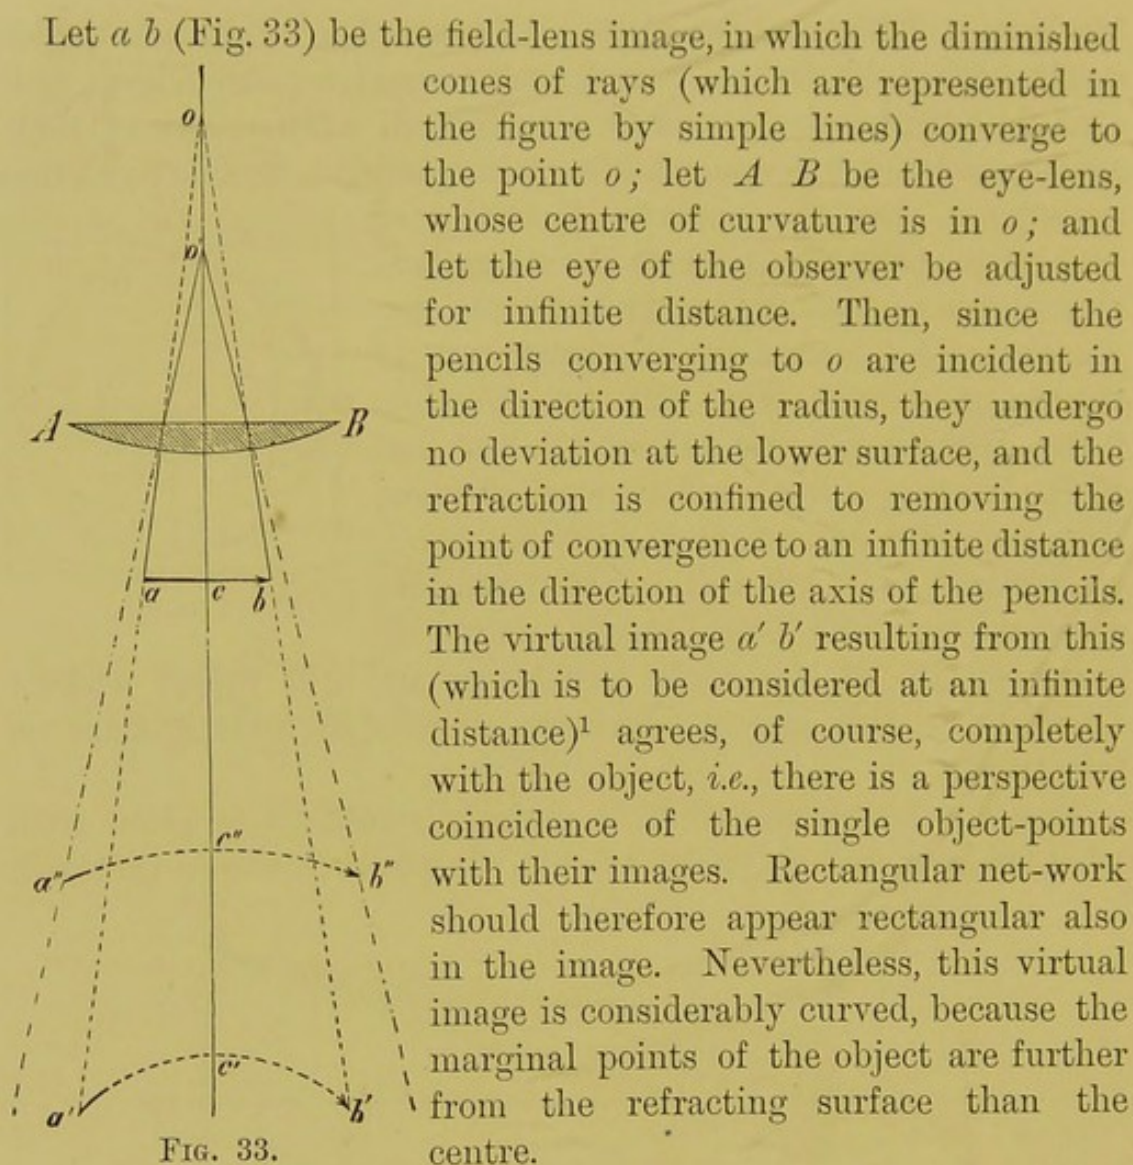 Let a b (Fig. 33) be the field-lens image, in which the diminished
cones of rays (which are represented in
the figure by simple lines) converge to
the point o; let A B be the eye-lens,
whose centre of curvature is in o; and
let the eye of the observer be adjusted
for infinite distance. Then, since the
pencils converging to o are incident in
the direction of the radius, they undergo
no deviation at the lower surface, and the
refraction is confined to removing the
point of convergence to an infinite distance
in the direction of the axis of the pencils.
The virtual image a′ b′ resulting from this
(which is to be considered at an infinite
distance)¹ agrees, of course, completely
with the object, i.e., there is a perspective
coincidence of the single object-points
with their images. Rectangular net-work
should therefore appear rectangular also
in the image. Nevertheless, this virtual
image is considerably curved, because the
marginal points of the object are further
from the refracting surface than the
centre.
o
o′
A B
a c b
c″
a″ b″
c′
a′ b′
Fig. 33.